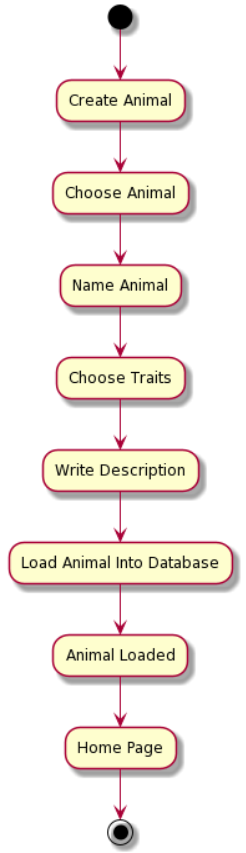 Create Animal
Choose Animal
Name Animal
Choose Traits
Write Description
Load Animal Into Database
Animal Loaded
Home Page